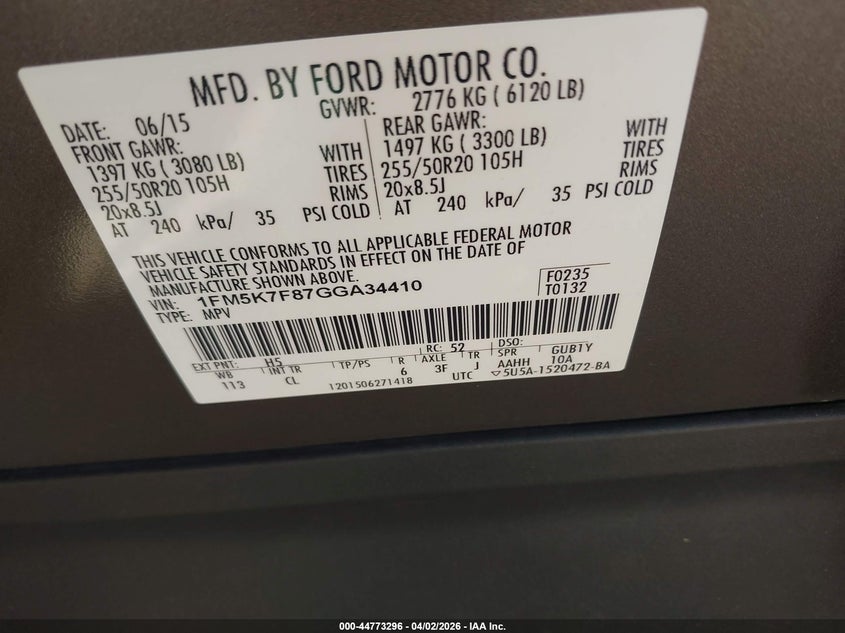 MFD. BY FORD MOTOR CO.
DATE: 06/15 GVWR: 2776 KG ( 6120 LB)
FRONT GAWR: REAR GAWR:
1397 KG ( 3080 LB) WITH 1497 KG ( 3300 LB) WITH
255/50R20 105H TIRES 255/50R20 105H TIRES
20x8.5J RIMS 20x8.5J RIMS
AT 240 kPa/ 35 PSI COLD AT 240 kPa/ 35 PSI COLD
THIS VEHICLE CONFORMS TO ALL APPLICABLE FEDERAL MOTOR
VEHICLE SAFETY STANDARDS IN EFFECT ON THE DATE OF
MANUFACTURE SHOWN ABOVE.
VIN: 1FM5K7F87GGA34410 F0235
TYPE: MPV T0132
EXT PNT: H5 RC: 52 DSO:
WB INT TR TP/PS R AXLE TR SPR GUB1Y
113 CL 6 3F J AAHH 10A
1201506271418 UTC ▽5U5A-1520472-BA
000-44773296 - 04/02/2026 - IAA Inc.